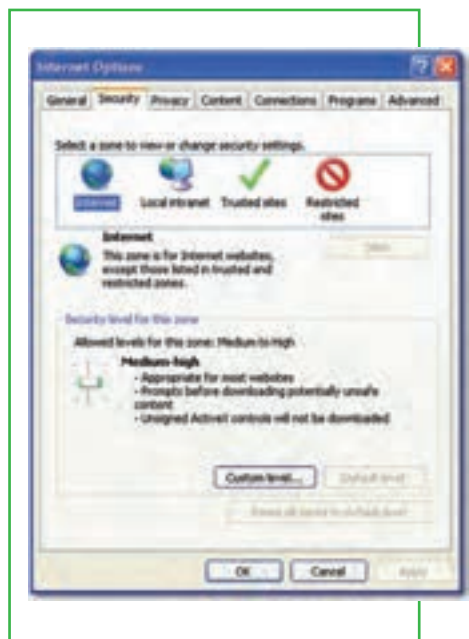 Internet Options
General Security Privacy Content Connections Programs Advanced
Select a zone to view or change security settings.
Internet Local intranet Trusted sites Restricted
sites
Internet
This zone is for Internet websites,
except those listed in trusted and
restricted zones.
Sites
Security level for this zone
Allowed levels for this zone: Medium to High
Medium-high
- Appropriate for most websites
- Prompts before downloading potentially unsafe
content
- Unsigned ActiveX controls will not be downloaded
Custom level... Default level
Reset all zones to default level
OK Cancel Apply